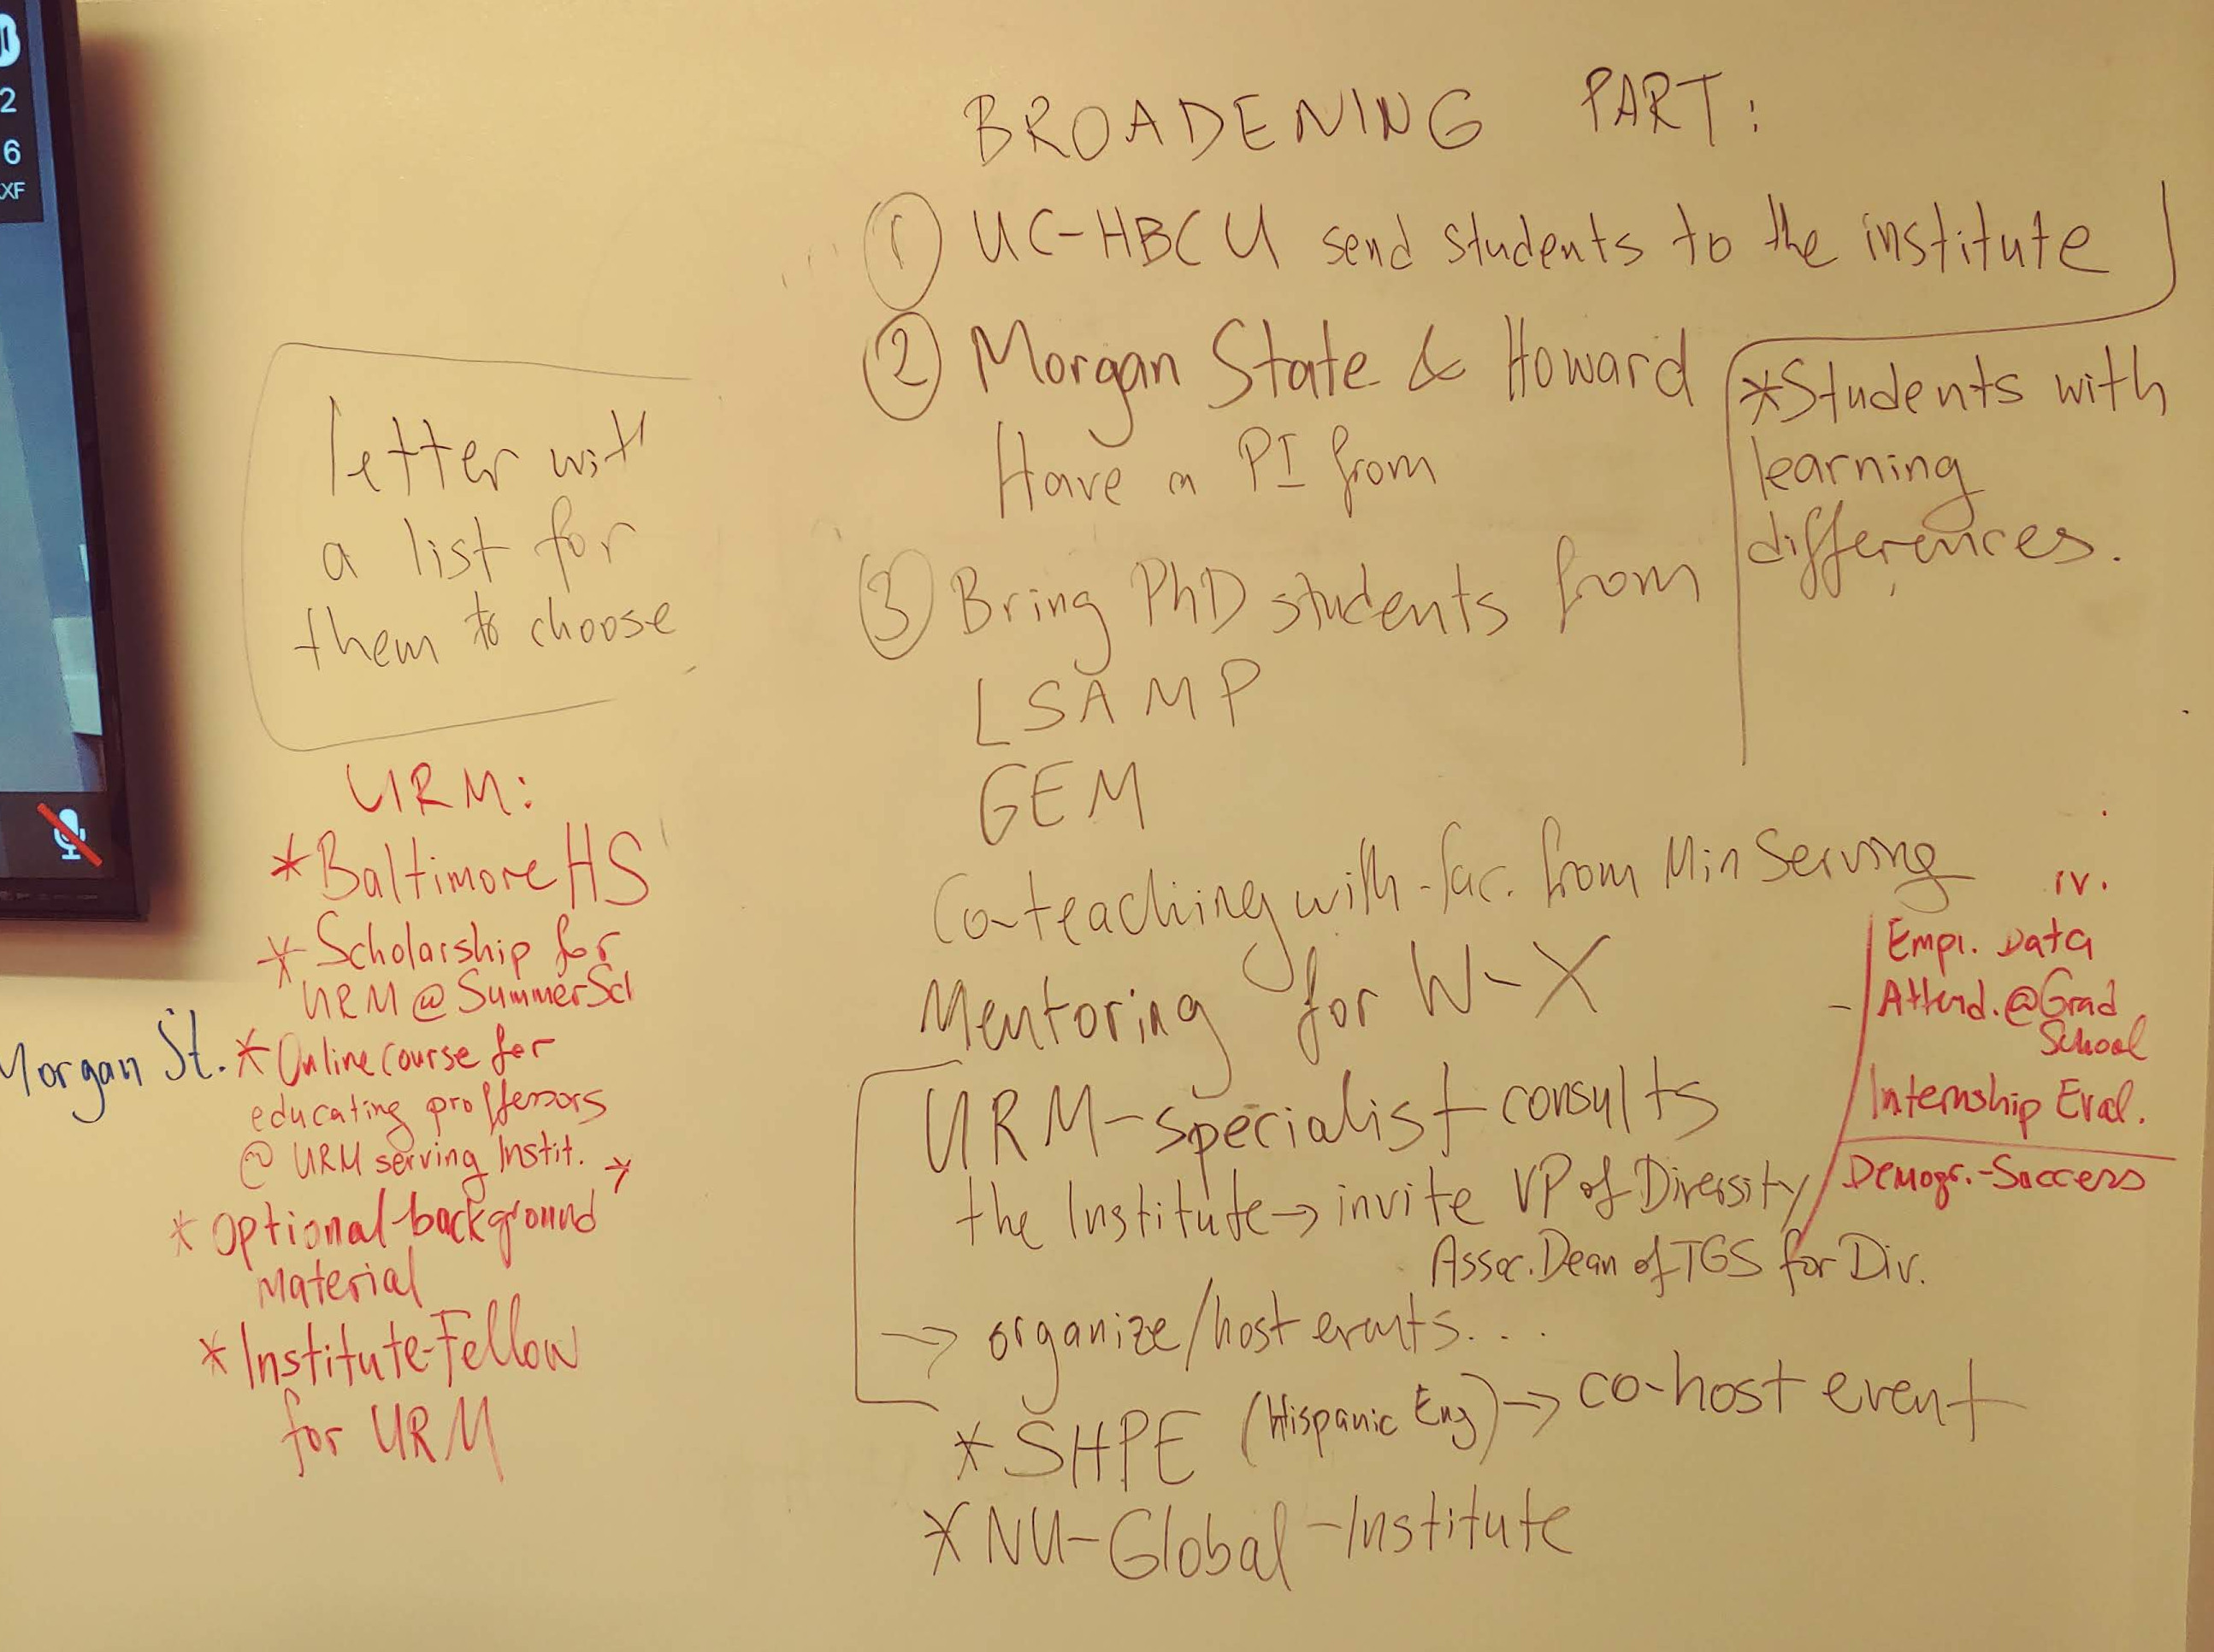 2
6
XF
BROADENING PART:
1 UC-HBCU send students to the institute
2 Morgan State & Howard
Have a PI from
*Students with
learning
differences.
3 Bring PhD students from
LSAMP
GEM
Co-teaching with fac. from Min Serving
Mentoring for W-X
URM-specialist consults
the Institute → invite VP of Diversity
Assoc. Dean of TGS for Div.
→ organize/host events...
* SHPE (Hispanic Eng) → co-host event
* NU-Global-Institute
letter with
a list for
them to choose
URM:
* Baltimore HS
* Scholarship for
URM @ Summer Scl
Morgan St. * Online course for
educating proffessors
@ URM serving Instit.
* Optional background
Material
* Institute-Fellow
for URM
iv.
Empl. Data
Attend. @ Grad
School
Internship Eval.
Demogr.-Success